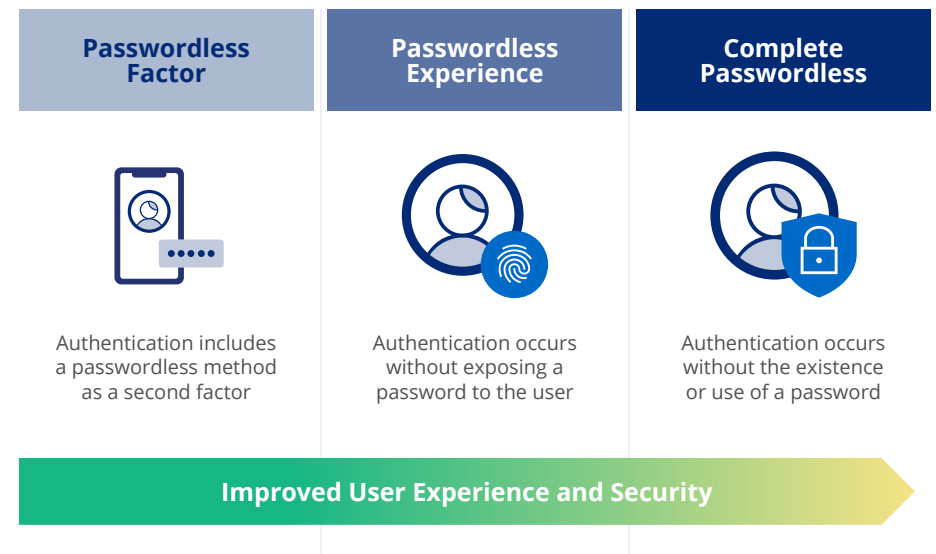 Passwordless
Factor
Passwordless
Experience
Complete
Passwordless
Authentication includes
a passwordless method
as a second factor
Authentication occurs
without exposing a
password to the user
Authentication occurs
without the existence
or use of a password
Improved User Experience and Security